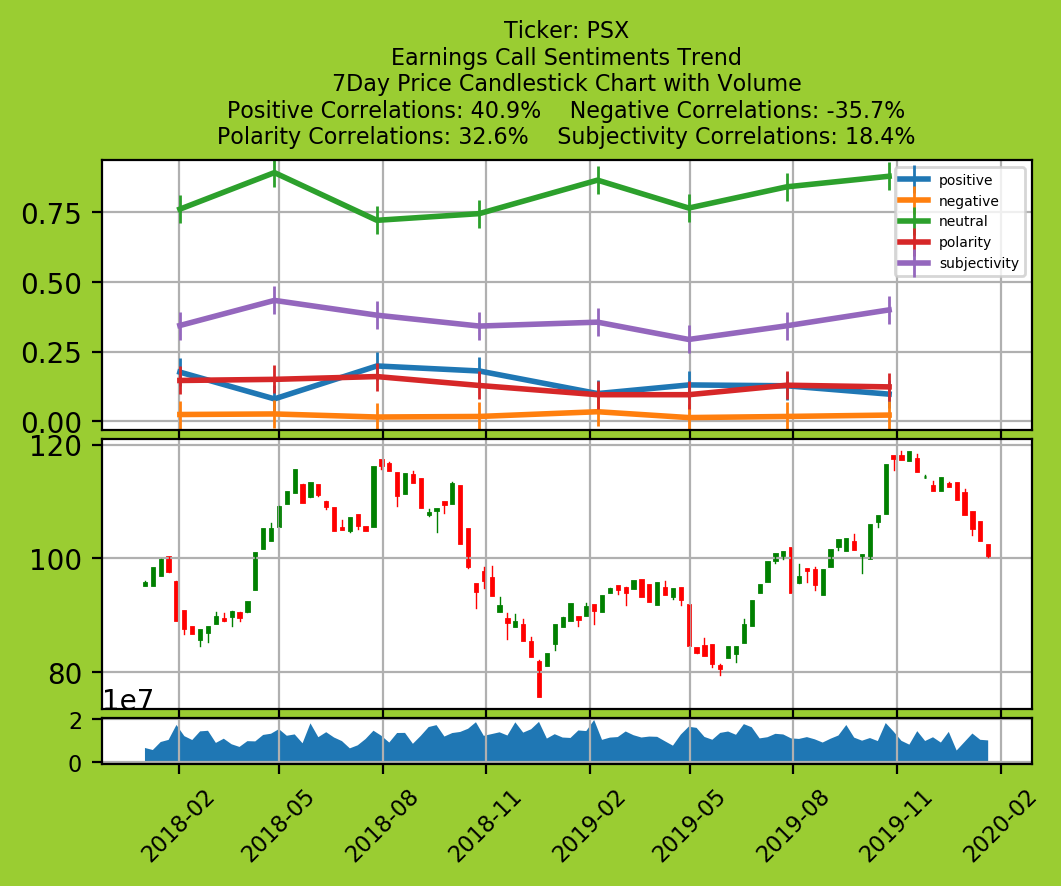 Ticker: PSX
Earnings Call Sentiments Trend
7Day Price Candlestick Chart with Volume
Positive Correlations: 40.9%    Negative Correlations: -35.7%
Polarity Correlations: 32.6%    Subjectivity Correlations: 18.4%
positive
negative
neutral
polarity
subjectivity
0.75
0.50
0.25
0.00
120
100
80
1e7
2
0
2018-02
2018-05
2018-08
2018-11
2019-02
2019-05
2019-08
2019-11
2020-02